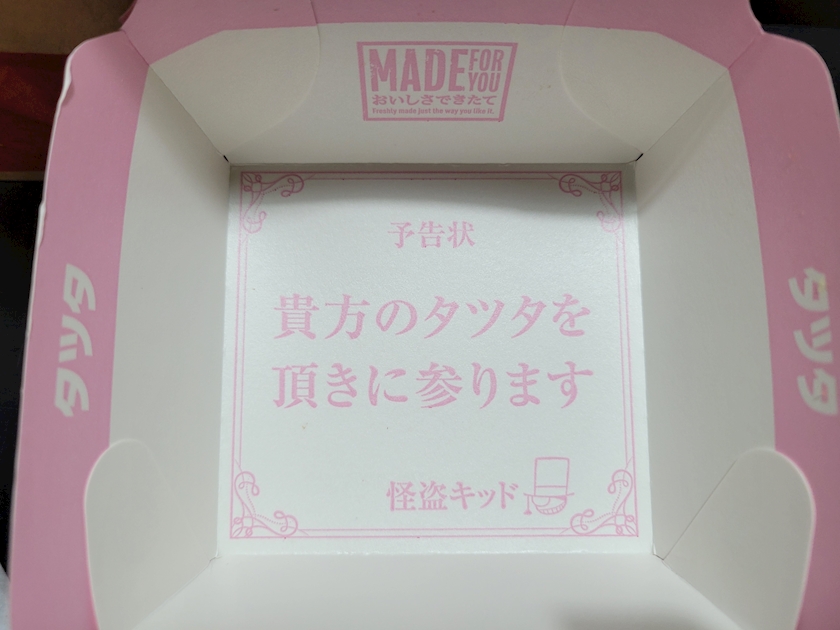 MADE FOR YOU
おいしさできたて
Freshly made just the way you like it.
予告状
貴方のタツタを
頂きに参ります
怪盗キッド
タツタ
タツタ